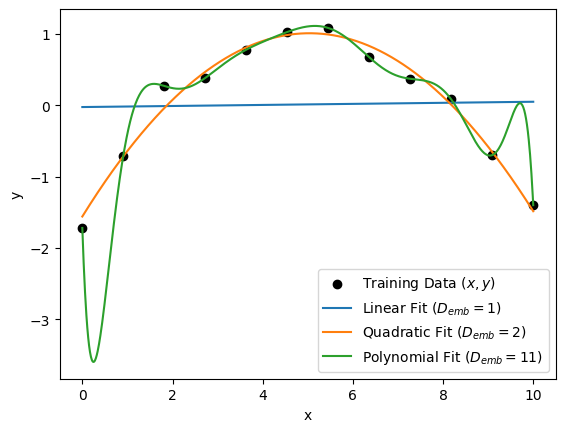 1
0
−1
−2
−3
y
0
2
4
6
8
10
x
Training Data (x, y)
Linear Fit (D_emb = 1)
Quadratic Fit (D_emb = 2)
Polynomial Fit (D_emb = 11)